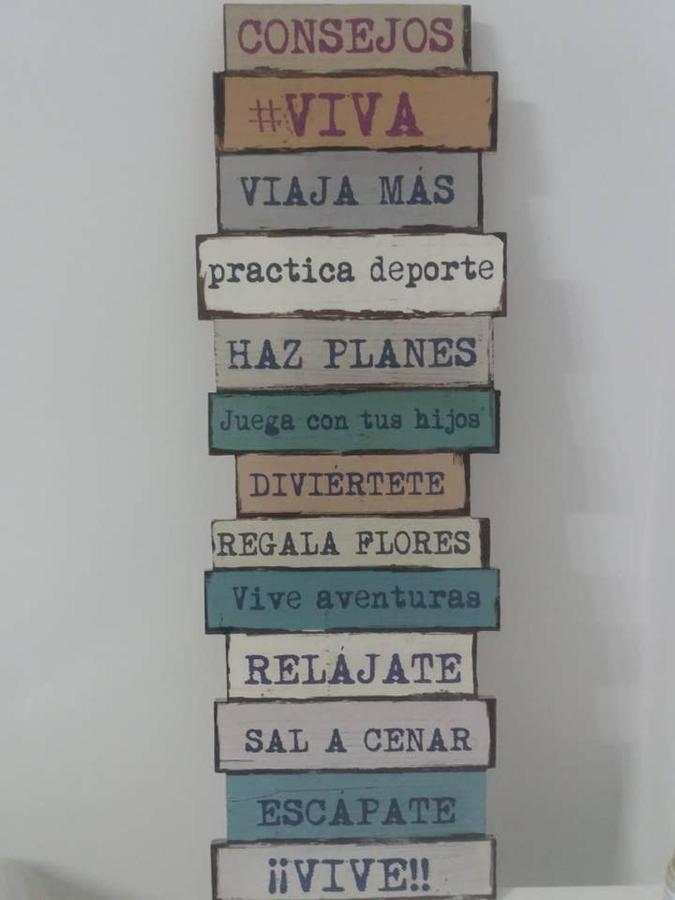 CONSEJOS
#VIVA
VIAJA MÁS
practica deporte
HAZ PLANES
Juega con tus hijos
DIVIÉRTETE
REGALA FLORES
Vive aventuras
RELÁJATE
SAL A CENAR
ESCÁPATE
¡¡VIVE!!